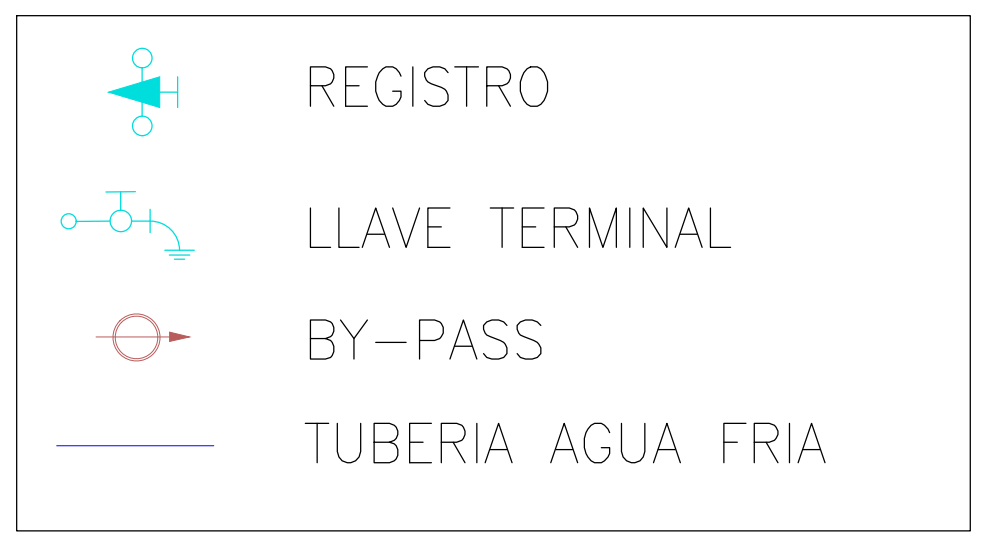 REGISTRO
LLAVE TERMINAL
BY-PASS
TUBERIA AGUA FRIA